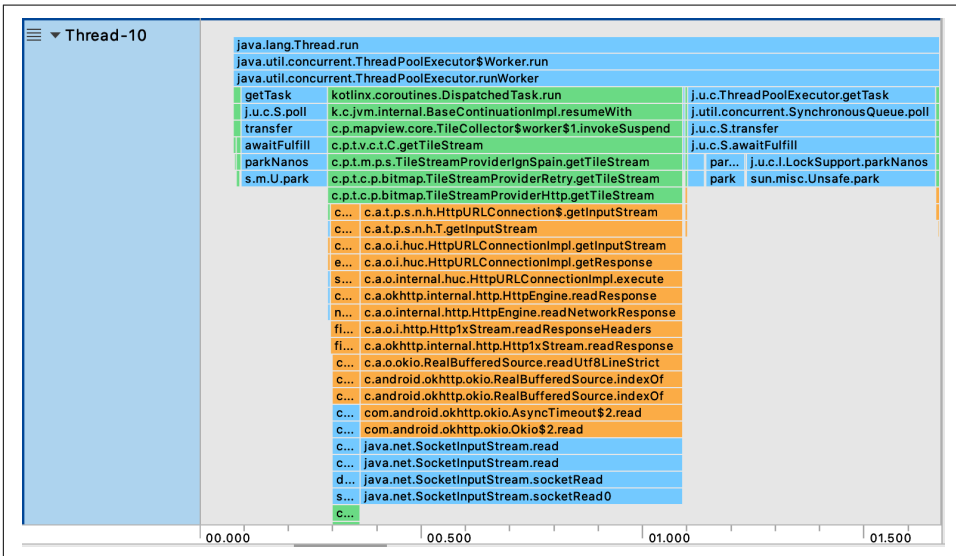 Thread-10
java.lang.Thread.run
java.util.concurrent.ThreadPoolExecutor$Worker.run
java.util.concurrent.ThreadPoolExecutor.runWorker
getTask kotlinx.coroutines.DispatchedTask.run j.u.c.ThreadPoolExecutor.getTask
j.u.c.S.poll k.c.jvm.internal.BaseContinuationImpl.resumeWith j.util.concurrent.SynchronousQueue.poll
transfer c.p.mapview.core.TileCollector$worker$1.invokeSuspend j.u.c.S.transfer
awaitFulfill c.p.t.v.c.t.C.getTileStream j.u.c.S.awaitFulfill
parkNanos c.p.t.m.p.s.TileStreamProviderIgnSpain.getTileStream par... j.u.c.l.LockSupport.parkNanos
s.m.U.park c.p.t.c.p.bitmap.TileStreamProviderRetry.getTileStream park sun.misc.Unsafe.park
c.p.t.c.p.bitmap.TileStreamProviderHttp.getTileStream
c... c.a.t.p.s.n.h.HttpURLConnection$.getInputStream
c... c.a.t.p.s.n.h.T.getInputStream
c... c.a.o.i.huc.HttpURLConnectionImpl.getInputStream
e... c.a.o.i.huc.HttpURLConnectionImpl.getResponse
s... c.a.o.internal.huc.HttpURLConnectionImpl.execute
c... c.a.okhttp.internal.http.HttpEngine.readResponse
n... c.a.o.internal.http.HttpEngine.readNetworkResponse
fi... c.a.o.i.http.Http1xStream.readResponseHeaders
fi... c.a.okhttp.internal.http.Http1xStream.readResponse
c... c.a.o.okio.RealBufferedSource.readUtf8LineStrict
c... c.android.okhttp.okio.RealBufferedSource.indexOf
c... c.android.okhttp.okio.RealBufferedSource.indexOf
c... com.android.okhttp.okio.AsyncTimeout$2.read
c... com.android.okhttp.okio.Okio$2.read
c... java.net.SocketInputStream.read
c... java.net.SocketInputStream.read
d... java.net.SocketInputStream.socketRead
s... java.net.SocketInputStream.socketRead0
c...
00.000 00.500 01.000 01.500